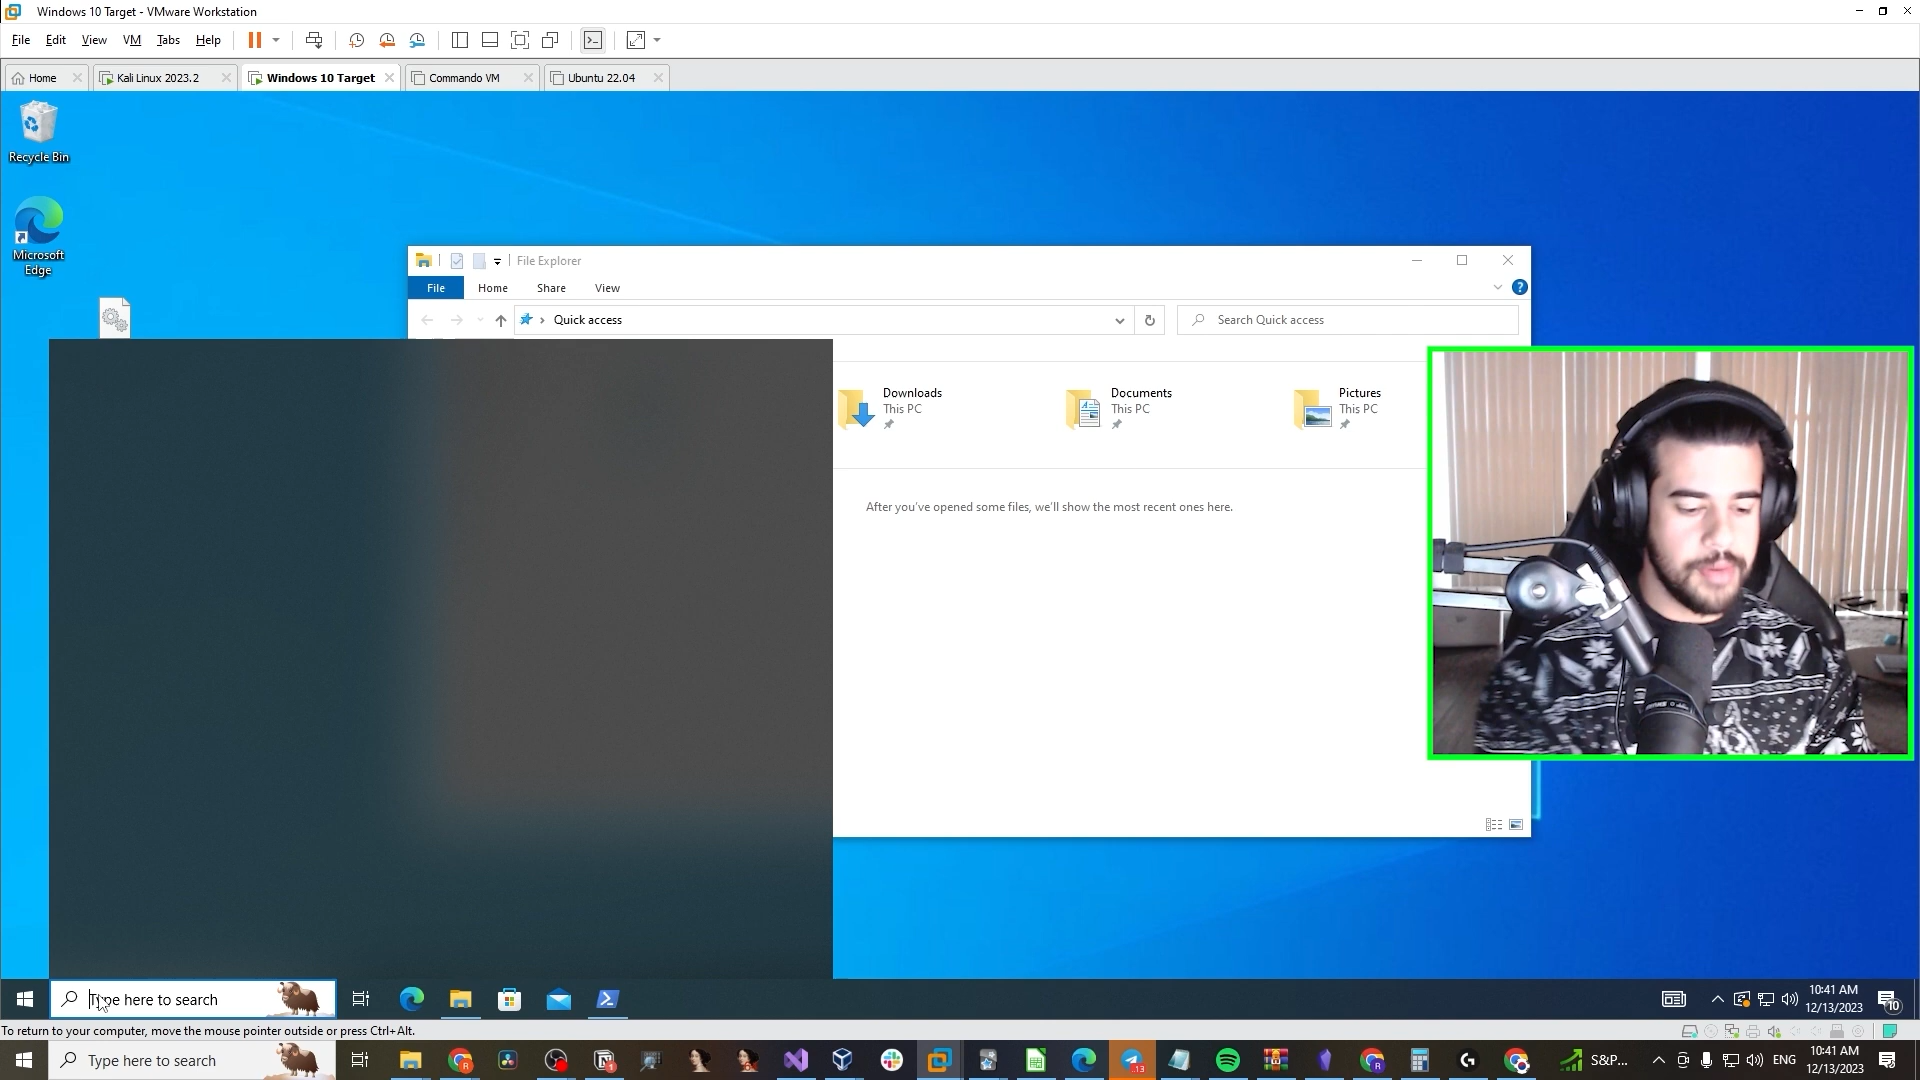 Windows 10 Target - VMware Workstation
File Edit View VM Tabs Help
Home Kali Linux 2023.2 Windows 10 Target Commando VM Ubuntu 22.04
Recycle Bin
Microsoft
Edge
File Explorer
File Home Share View
Quick access
Search Quick access
Downloads
This PC
Documents
This PC
Pictures
This PC
After you've opened some files, we'll show the most recent ones here.
Type here to search
10:41 AM
12/13/2023
10
To return to your computer, move the mouse pointer outside or press Ctrl+Alt.
Type here to search
S&P...
ENG
10:41 AM
12/13/2023